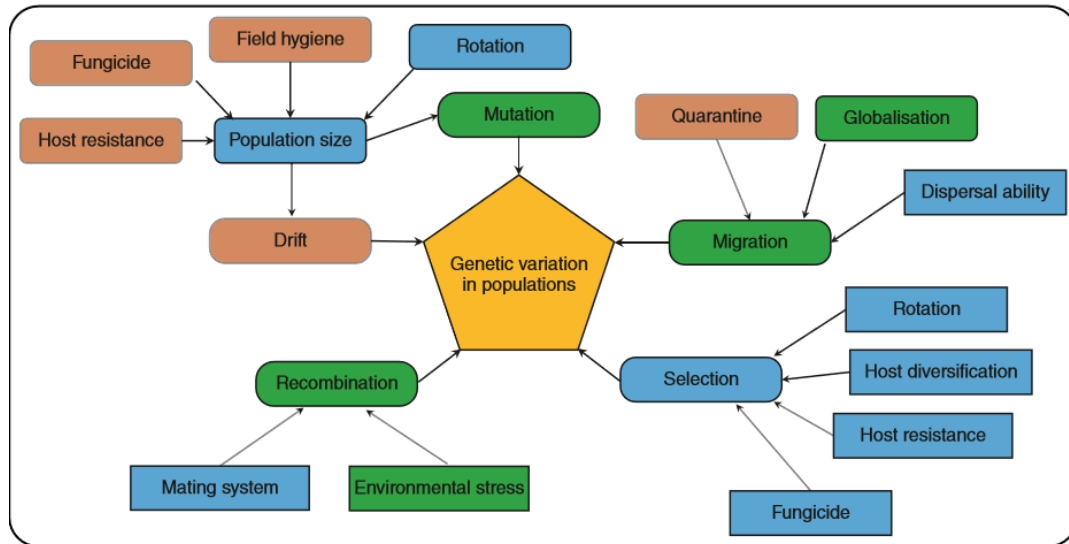 Field hygiene
Fungicide
Rotation
Host resistance
Population size
Mutation
Quarantine
Globalisation
Dispersal ability
Drift
Migration
Genetic variation
in populations
Rotation
Recombination
Selection
Host diversification
Host resistance
Mating system
Environmental stress
Fungicide